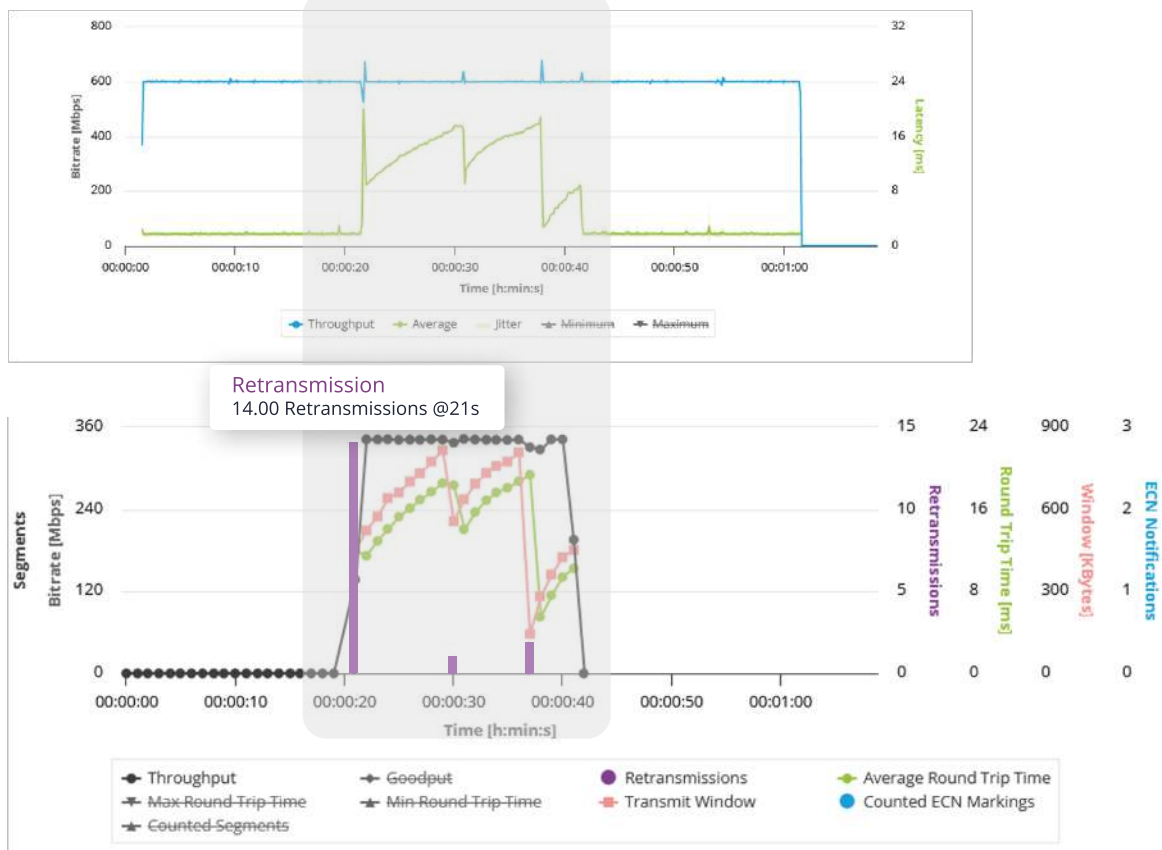 800
600
400
200
0
Bitrate [Mbps]
32
24
16
8
0
Latency [ms]
00:00:00 00:00:10 00:00:20 00:00:30 00:00:40 00:00:50 00:01:00
Time [h:min:s]
Throughput Average Jitter Minimum Maximum
Retransmission
14.00 Retransmissions @21s
360
240
120
0
Segments
Bitrate [Mbps]
15 24 900 3
10 16 600 2
5 8 300 1
0 0 0 0
Retransmissions
Round Trip Time [ms]
Window [KBytes]
ECN Notifications
00:00:00 00:00:10 00:00:20 00:00:30 00:00:40 00:00:50 00:01:00
Time [h:min:s]
Throughput Goodput Retransmissions Average Round Trip Time
Max Round Trip Time Min Round Trip Time Transmit Window Counted ECN Markings
Counted Segments